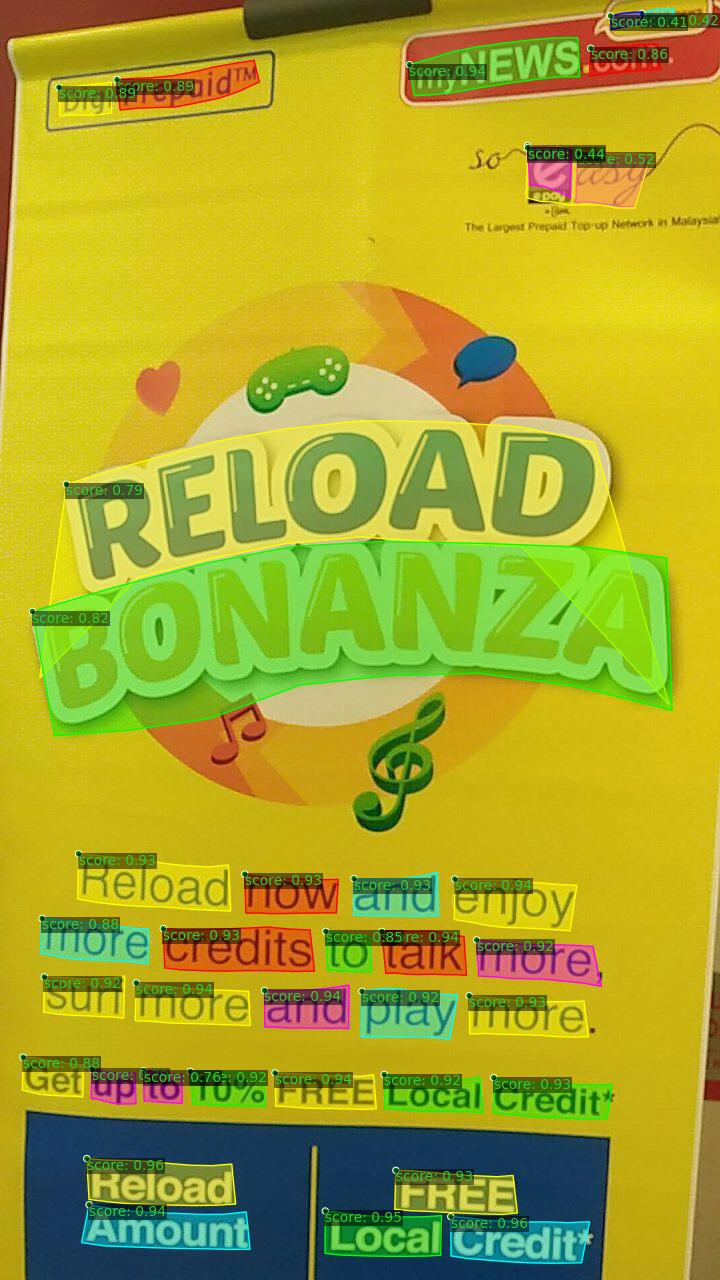 Digi Prepaid™
myNEWS.com
so easy
The Largest Prepaid Top-up Network in Malaysia
RELOAD
BONANZA
Reload now and enjoy
more credits to talk more,
surf more and play more.
Get up to 10% FREE Local Credit*
Reload
Amount
FREE
Local Credit*